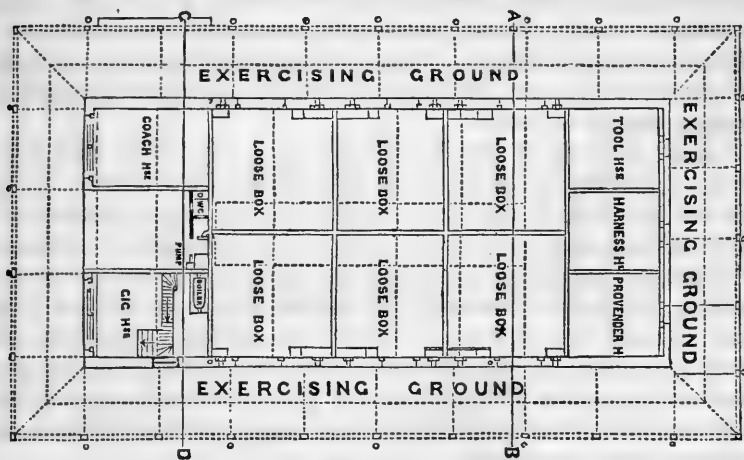 C
A
EXERCISING GROUND
COACH HSE
LOOSE BOX
LOOSE BOX
LOOSE BOX
TOOL HSE
EXERCISING GROUND
WC
PUMP
BOILER
HARNESS H
GIG HSE
LOOSE BOX
LOOSE BOX
LOOSE BOX
PROVENDER H
EXERCISING GROUND
D
B